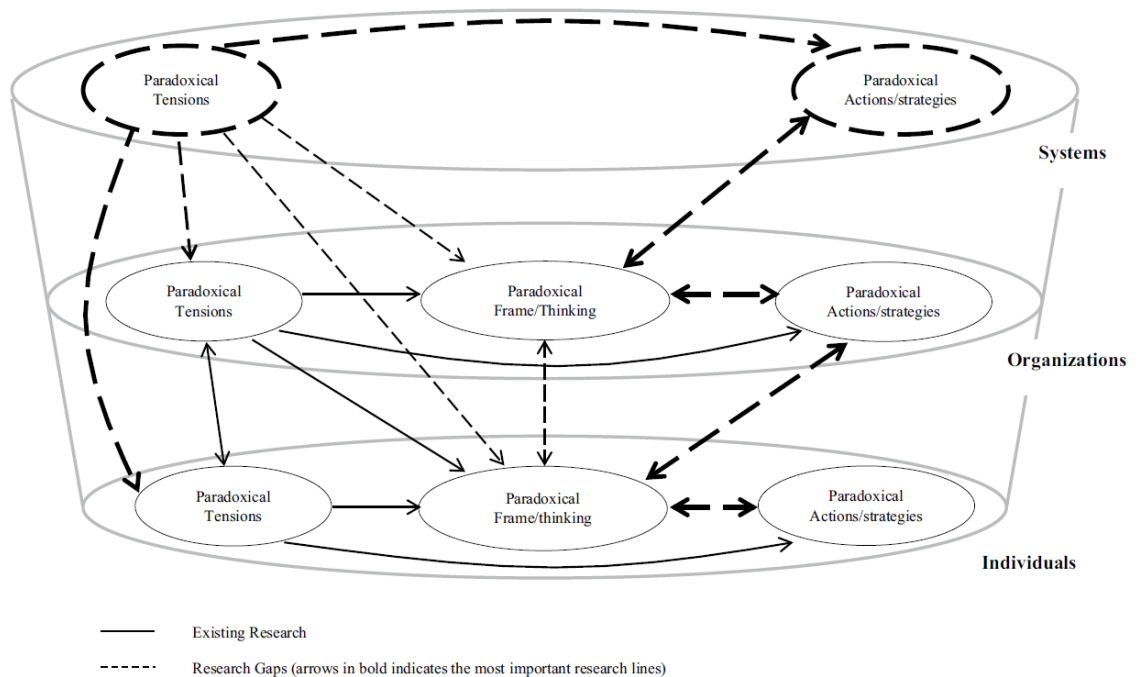 Paradoxical
Tensions
Paradoxical
Actions/strategies
Systems
Paradoxical
Tensions
Paradoxical
Frame/Thinking
Paradoxical
Actions/strategies
Organizations
Paradoxical
Tensions
Paradoxical
Frame/thinking
Paradoxical
Actions/strategies
Individuals
Existing Research
Research Gaps (arrows in bold indicates the most important research lines)